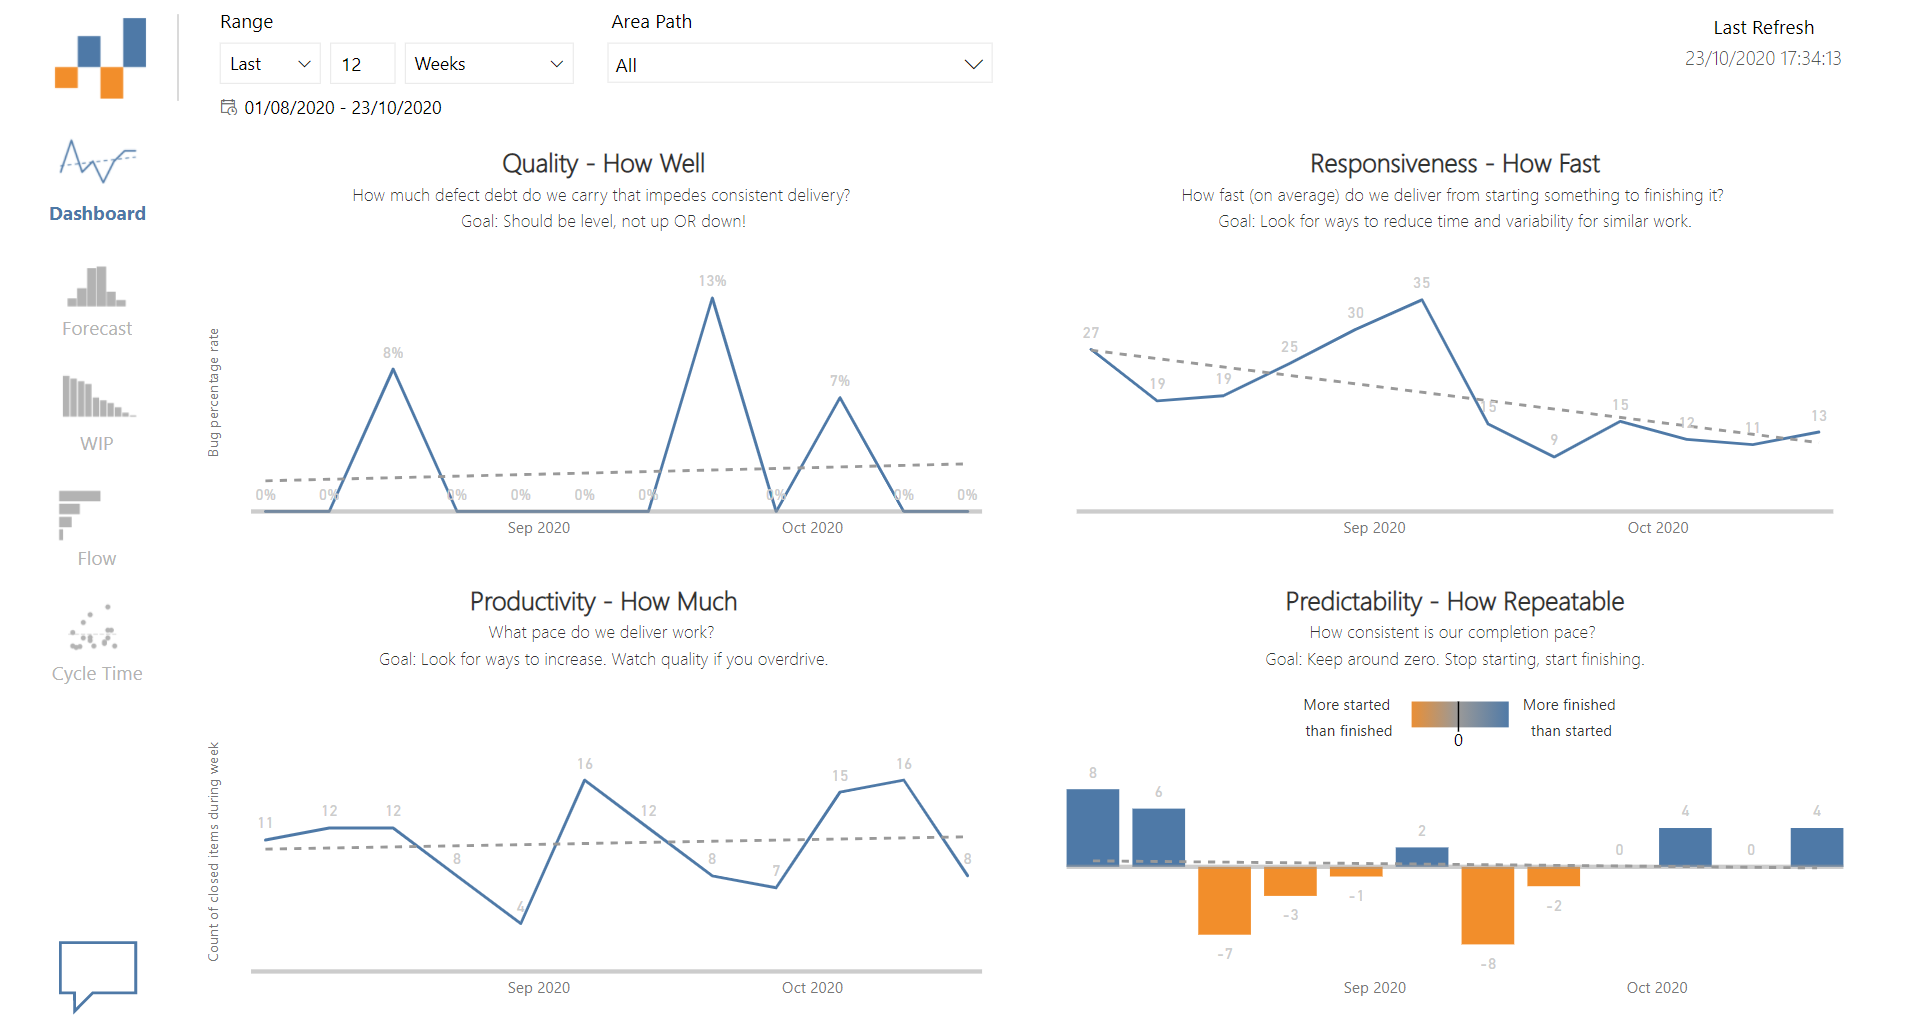 Range
Area Path
Last Refresh
Last 12 Weeks
All
23/10/2020 17:34:13
01/08/2020 - 23/10/2020
Dashboard
Forecast
WIP
Flow
Cycle Time
Quality - How Well
How much defect debt do we carry that impedes consistent delivery?
Goal: Should be level, not up OR down!
Bug percentage rate
0% 0% 8% 0% 0% 0% 0% 13% 0% 7% 0% 0%
Sep 2020 Oct 2020
Responsiveness - How Fast
How fast (on average) do we deliver from starting something to finishing it?
Goal: Look for ways to reduce time and variability for similar work.
27 19 19 25 30 35 15 9 15 12 11 13
Sep 2020 Oct 2020
Productivity - How Much
What pace do we deliver work?
Goal: Look for ways to increase. Watch quality if you overdrive.
Count of closed items during week
11 12 12 8 4 16 12 8 7 15 16 8
Sep 2020 Oct 2020
Predictability - How Repeatable
How consistent is our completion pace?
Goal: Keep around zero. Stop starting, start finishing.
More started
than finished
0
More finished
than started
8 6 -7 -3 -1 2 -8 -2 0 4 0 4
Sep 2020 Oct 2020